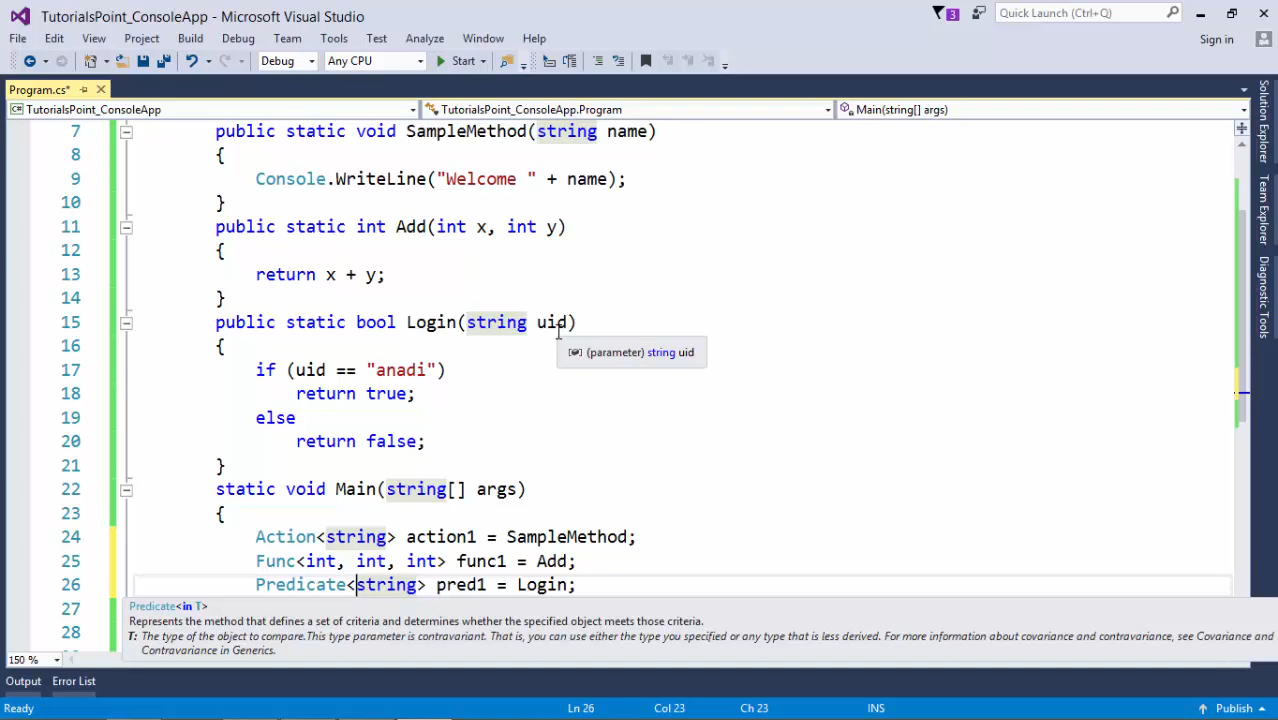 TutorialsPoint_ConsoleApp - Microsoft Visual Studio
3
Quick Launch (Ctrl+Q)
File Edit View Project Build Debug Team Tools Test Analyze Window Help
Sign in
Debug Any CPU Start
Program.cs*
TutorialsPoint_ConsoleApp TutorialsPoint_ConsoleApp.Program Main(string[] args)
7 public static void SampleMethod(string name)
8 {
9 Console.WriteLine("Welcome " + name);
10 }
11 public static int Add(int x, int y)
12 {
13 return x + y;
14 }
15 public static bool Login(string uid)
16 {
(parameter) string uid
17 if (uid == "anadi")
18 return true;
19 else
20 return false;
21 }
22 static void Main(string[] args)
23 {
24 Action<string> action1 = SampleMethod;
25 Func<int, int, int> func1 = Add;
26 Predicate<string> pred1 = Login;
27
28
Predicate<in T>
Represents the method that defines a set of criteria and determines whether the specified object meets those criteria.
T: The type of the object to compare.This type parameter is contravariant. That is, you can use either the type you specified or any type that is less derived. For more information about covariance and contravariance, see Covariance and
Contravariance in Generics.
150 %
Output Error List
Ready Ln 26 Col 23 Ch 23 INS Publish
Solution Explorer
Team Explorer
Diagnostic Tools